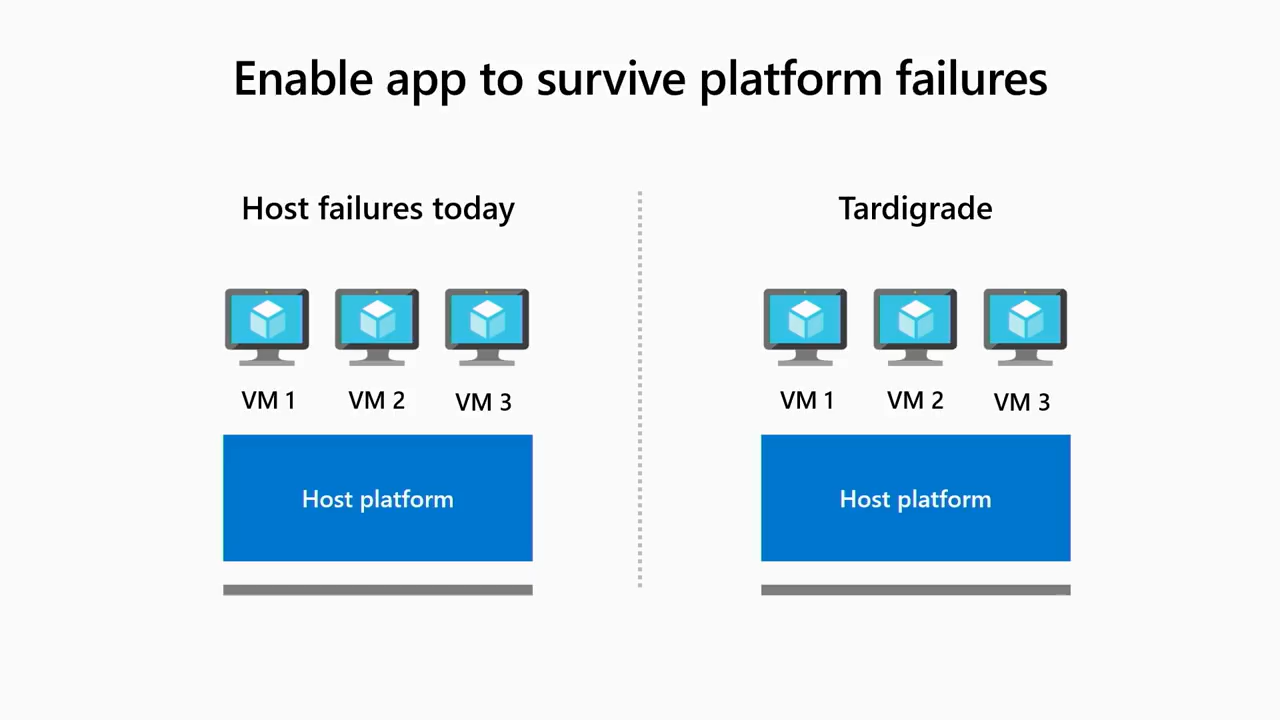 Enable app to survive platform failures
Host failures today
VM 1
VM 2
VM 3
Host platform
Tardigrade
VM 1
VM 2
VM 3
Host platform